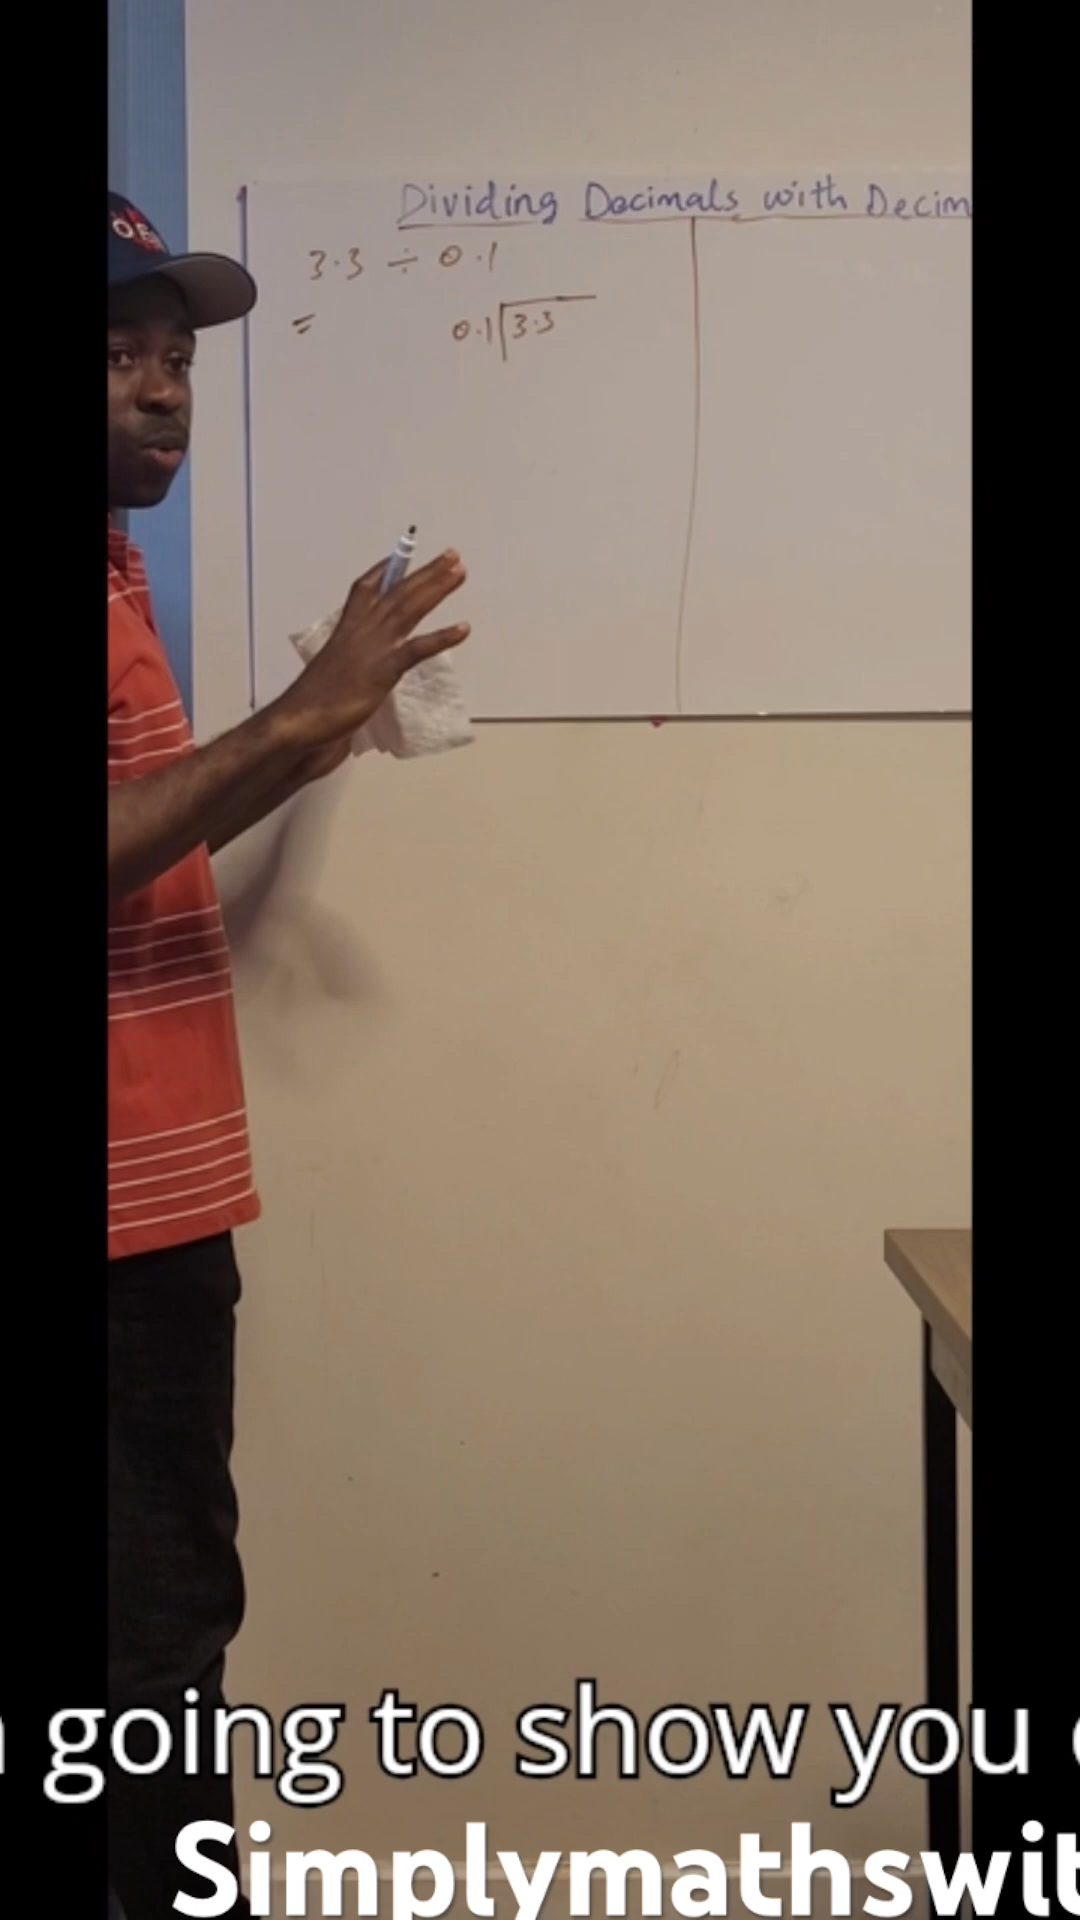 Dividing Decimals with Decim
3.3 ÷ 0.1
=
0.1 3.3
going to show you
Simplymathswit